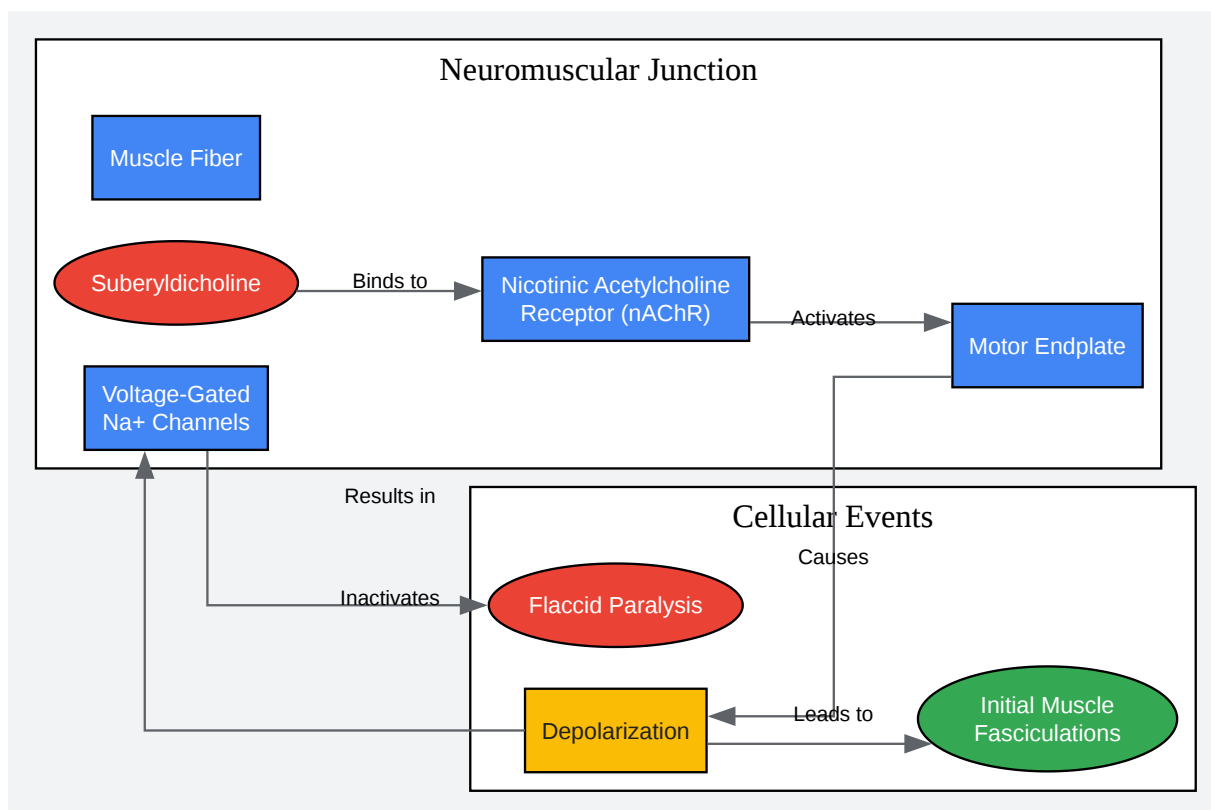 Neuromuscular Junction
Muscle Fiber
Suberyldicholine
Binds to
Nicotinic Acetylcholine
Receptor (nAChR)
Activates
Motor Endplate
Voltage-Gated
Na+ Channels
Results in
Cellular Events
Causes
Inactivates
Flaccid Paralysis
Depolarization
Leads to
Initial Muscle
Fasciculations